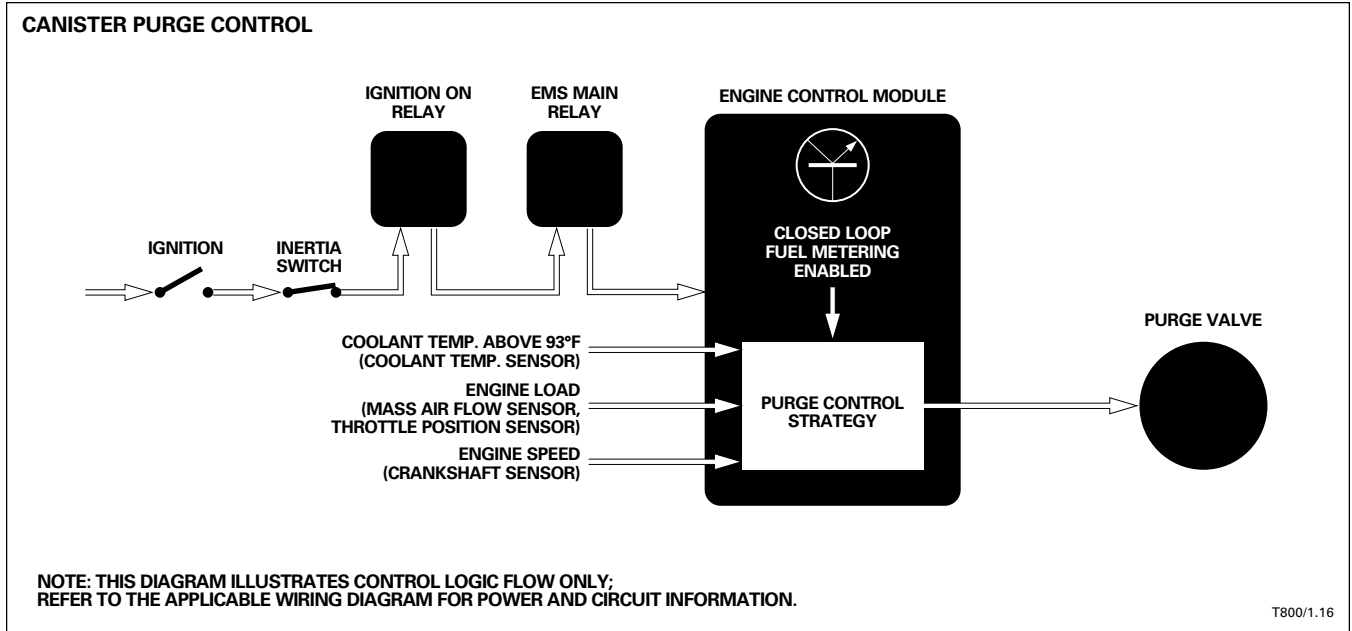 CANISTER PURGE CONTROL
IGNITION ON
RELAY
EMS MAIN
RELAY
ENGINE CONTROL MODULE
CLOSED LOOP
FUEL METERING
ENABLED
IGNITION
INERTIA
SWITCH
PURGE VALVE
COOLANT TEMP. ABOVE 93°F
(COOLANT TEMP. SENSOR)
ENGINE LOAD
(MASS AIR FLOW SENSOR,
THROTTLE POSITION SENSOR)
ENGINE SPEED
(CRANKSHAFT SENSOR)
PURGE CONTROL
STRATEGY
NOTE: THIS DIAGRAM ILLUSTRATES CONTROL LOGIC FLOW ONLY;
REFER TO THE APPLICABLE WIRING DIAGRAM FOR POWER AND CIRCUIT INFORMATION.
T800/1.16